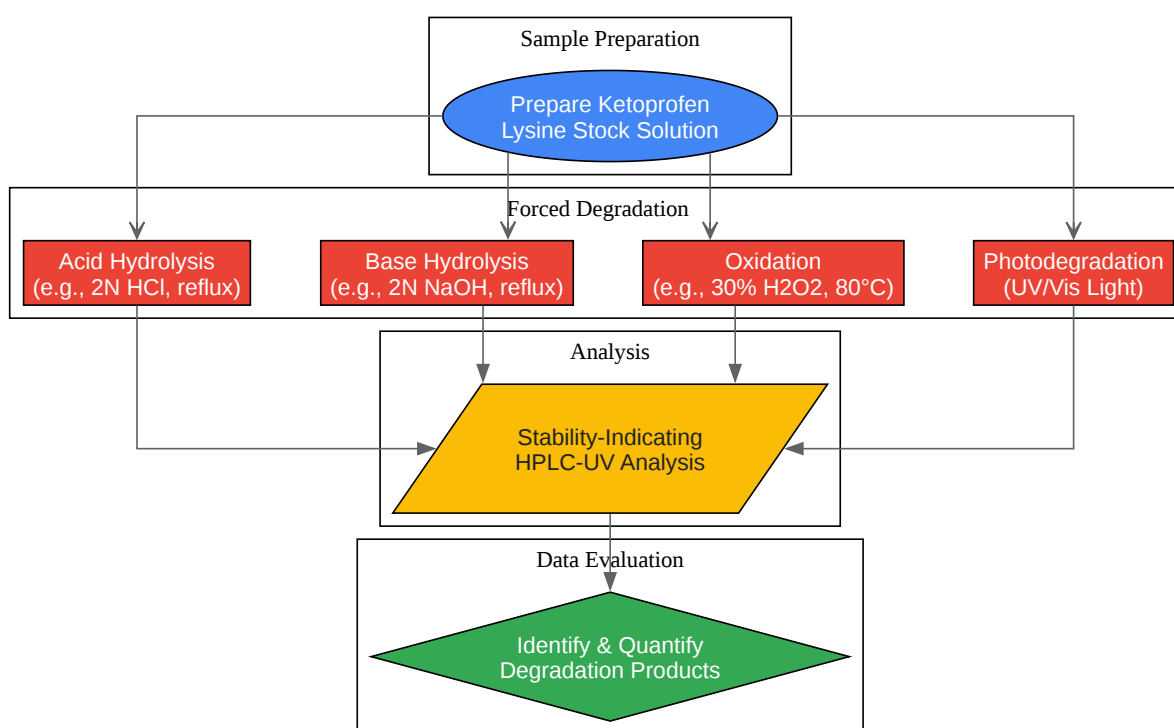 Sample Preparation
Prepare Ketoprofen
Lysine Stock Solution
Forced Degradation
Acid Hydrolysis
(e.g., 2N HCl, reflux)
Base Hydrolysis
(e.g., 2N NaOH, reflux)
Oxidation
(e.g., 30% H2O2, 80°C)
Photodegradation
(UV/Vis Light)
Analysis
Stability-Indicating
HPLC-UV Analysis
Data Evaluation
Identify & Quantify
Degradation Products